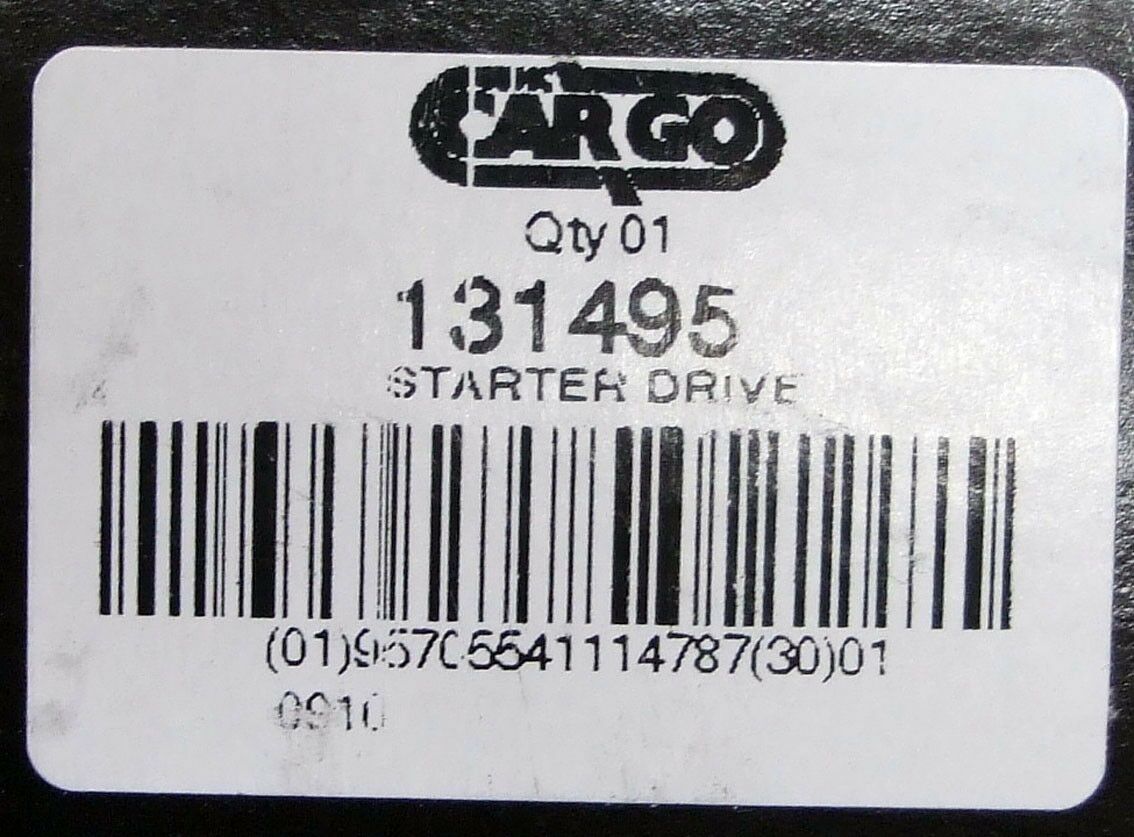 CARGO
Qty 01
131495
STARTER DRIVE
(01)95705541114787(30)01
0910